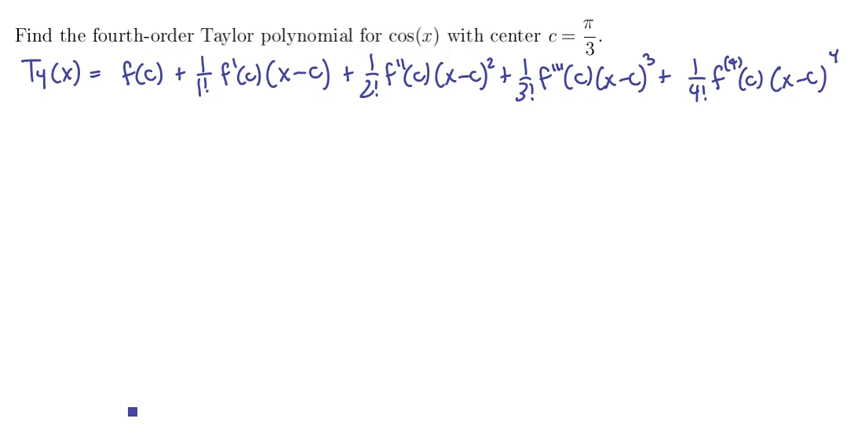 Find the fourth-order Taylor polynomial for cos(x) with center c = π/3.
T₄(x) = f(c) + 1/1! f'(c)(x-c) + 1/2! f''(c)(x-c)² + 1/3! f'''(c)(x-c)³ + 1/4! f⁽⁴⁾(c)(x-c)⁴